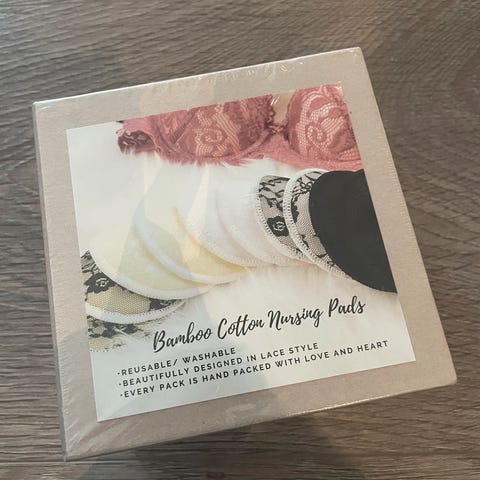 Bamboo Cotton Nursing Pads
•REUSABLE/ WASHABLE
•BEAUTIFULLY DESIGNED IN LACE STYLE
•EVERY PACK IS HAND PACKED WITH LOVE AND HEART